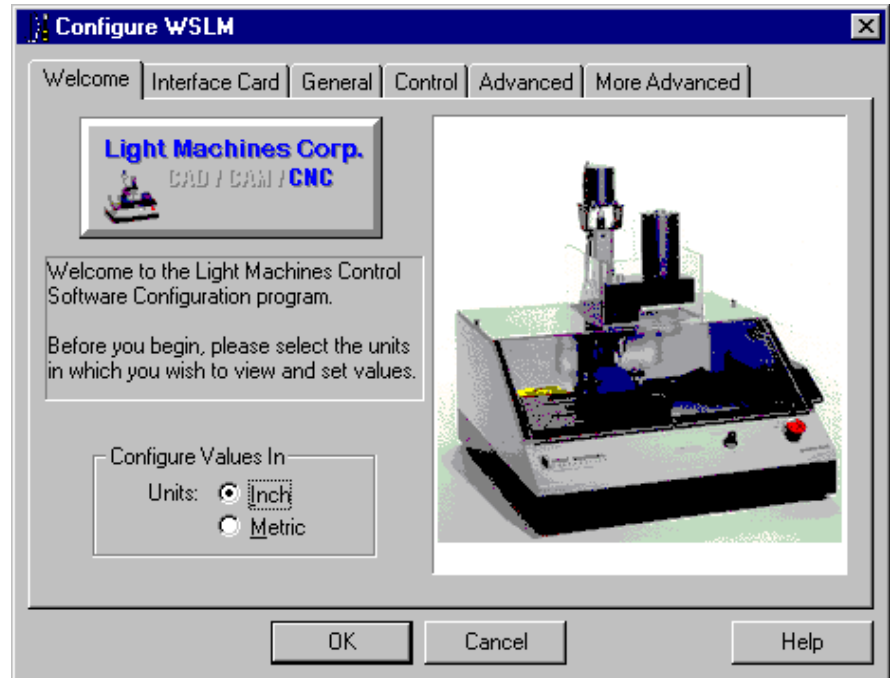 Configure WSLM
Welcome
Interface Card
General
Control
Advanced
More Advanced
Light Machines Corp.
CAD / CAM / CNC
Welcome to the Light Machines Control
Software Configuration program.
Before you begin, please select the units
in which you wish to view and set values.
Configure Values In
Units:
Inch
Metric
OK
Cancel
Help